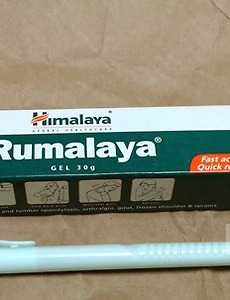 Himalaya
HERBAL HEALTHCARE
Rumalaya®
GEL 30g
Fast ac
Quick re
and lumbar spondylosis, arthralgia, gout, frozen shoulder & sprains